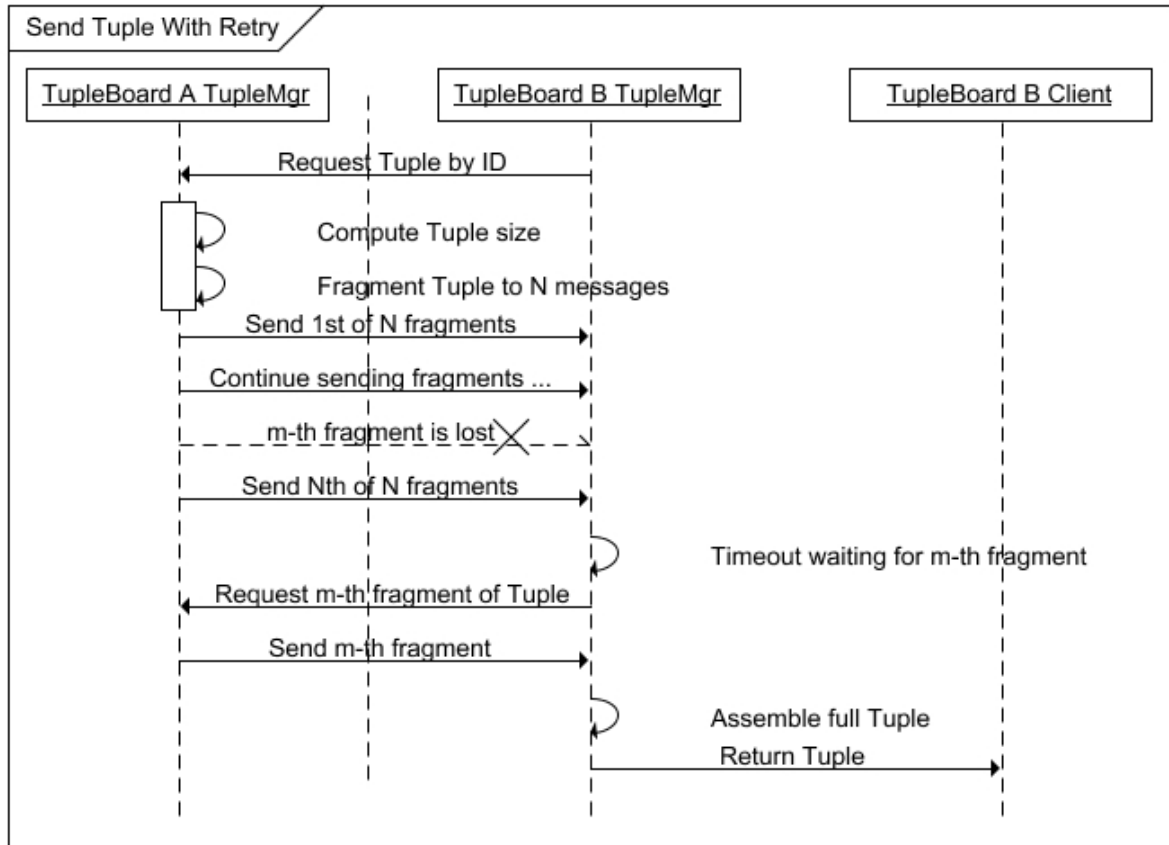 Send Tuple With Retry
TupleBoard A TupleMgr
TupleBoard B TupleMgr
TupleBoard B Client
Request Tuple by ID
Compute Tuple size
Fragment Tuple to N messages
Send 1st of N fragments
Continue sending fragments ...
m-th fragment is lost
Send Nth of N fragments
Timeout waiting for m-th fragment
Request m-th fragment of Tuple
Send m-th fragment
Assemble full Tuple
Return Tuple